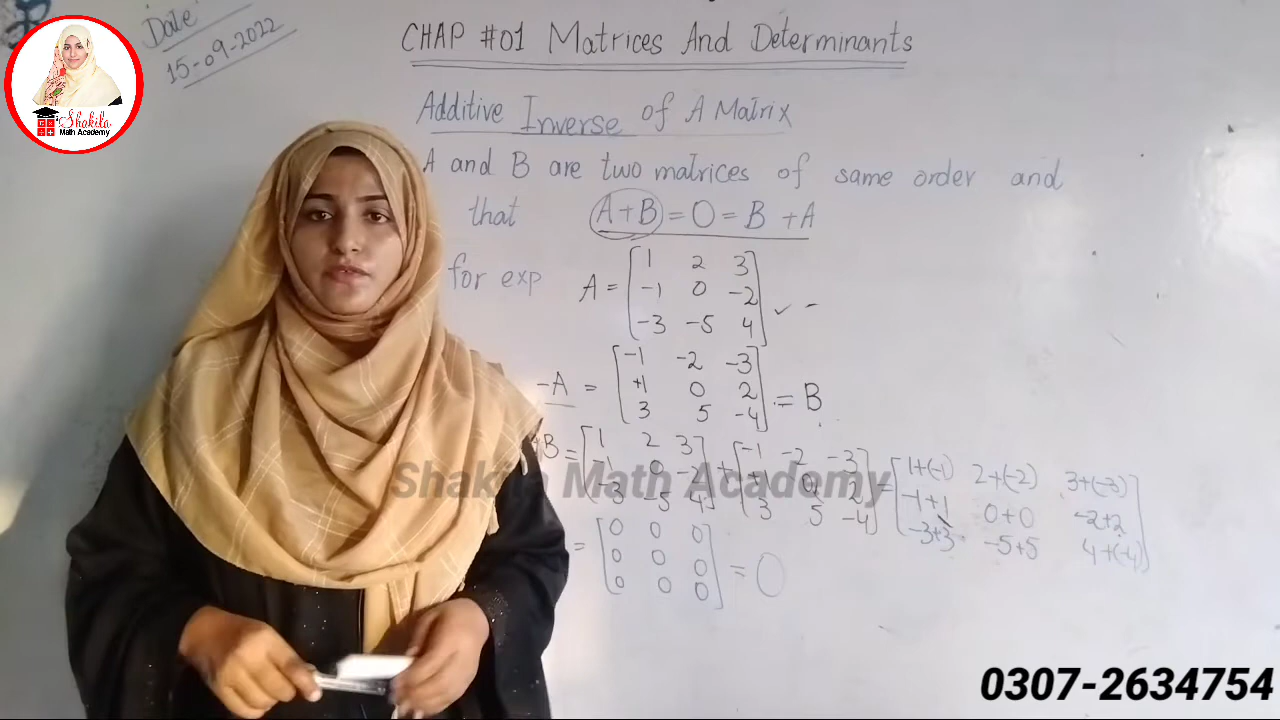 Date
15-09-2022
Shakila
Math Academy
CHAP #01 Matrices And Determinants
Additive Inverse of A Matrix
A and B are two matrices of same order and
that (A+B) = O = B + A
for exp A = [1 2 3
-1 0 -2
-3 -5 4] ✓ -
-A = [-1 -2 -3
+1 0 2
3 5 -4] = B
B = [1 2 3 + [-1 -2 -3 = [1+(-1) 2+(-2) 3+(-3)
-1 0 -2 +1 0 2 -1+1 0+0 -2+2
-3 -5 4] 3 5 -4] -3+3 -5+5 4+(-4)]
Shakila Math Academy
= [0 0 0
0 0 0
0 0 0] = O
0307-2634754